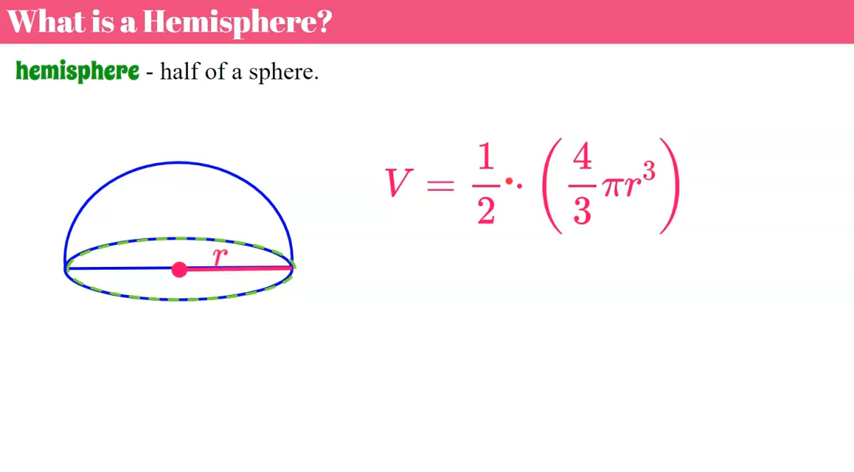 What is a Hemisphere?
hemisphere - half of a sphere.
V = 1/2 · (4/3 πr³)
r